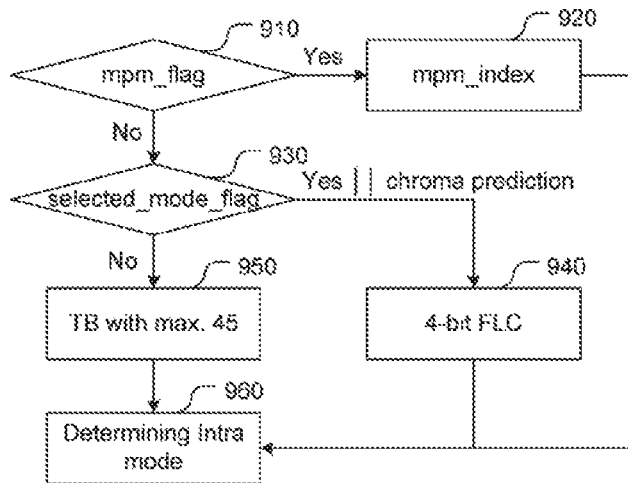 910
mpm_flag
Yes
920
mpm_index
No
930
selected_mode_flag
Yes || chroma prediction
No
950
TB with max. 45
940
4-bit FLC
960
Determining Intra
mode